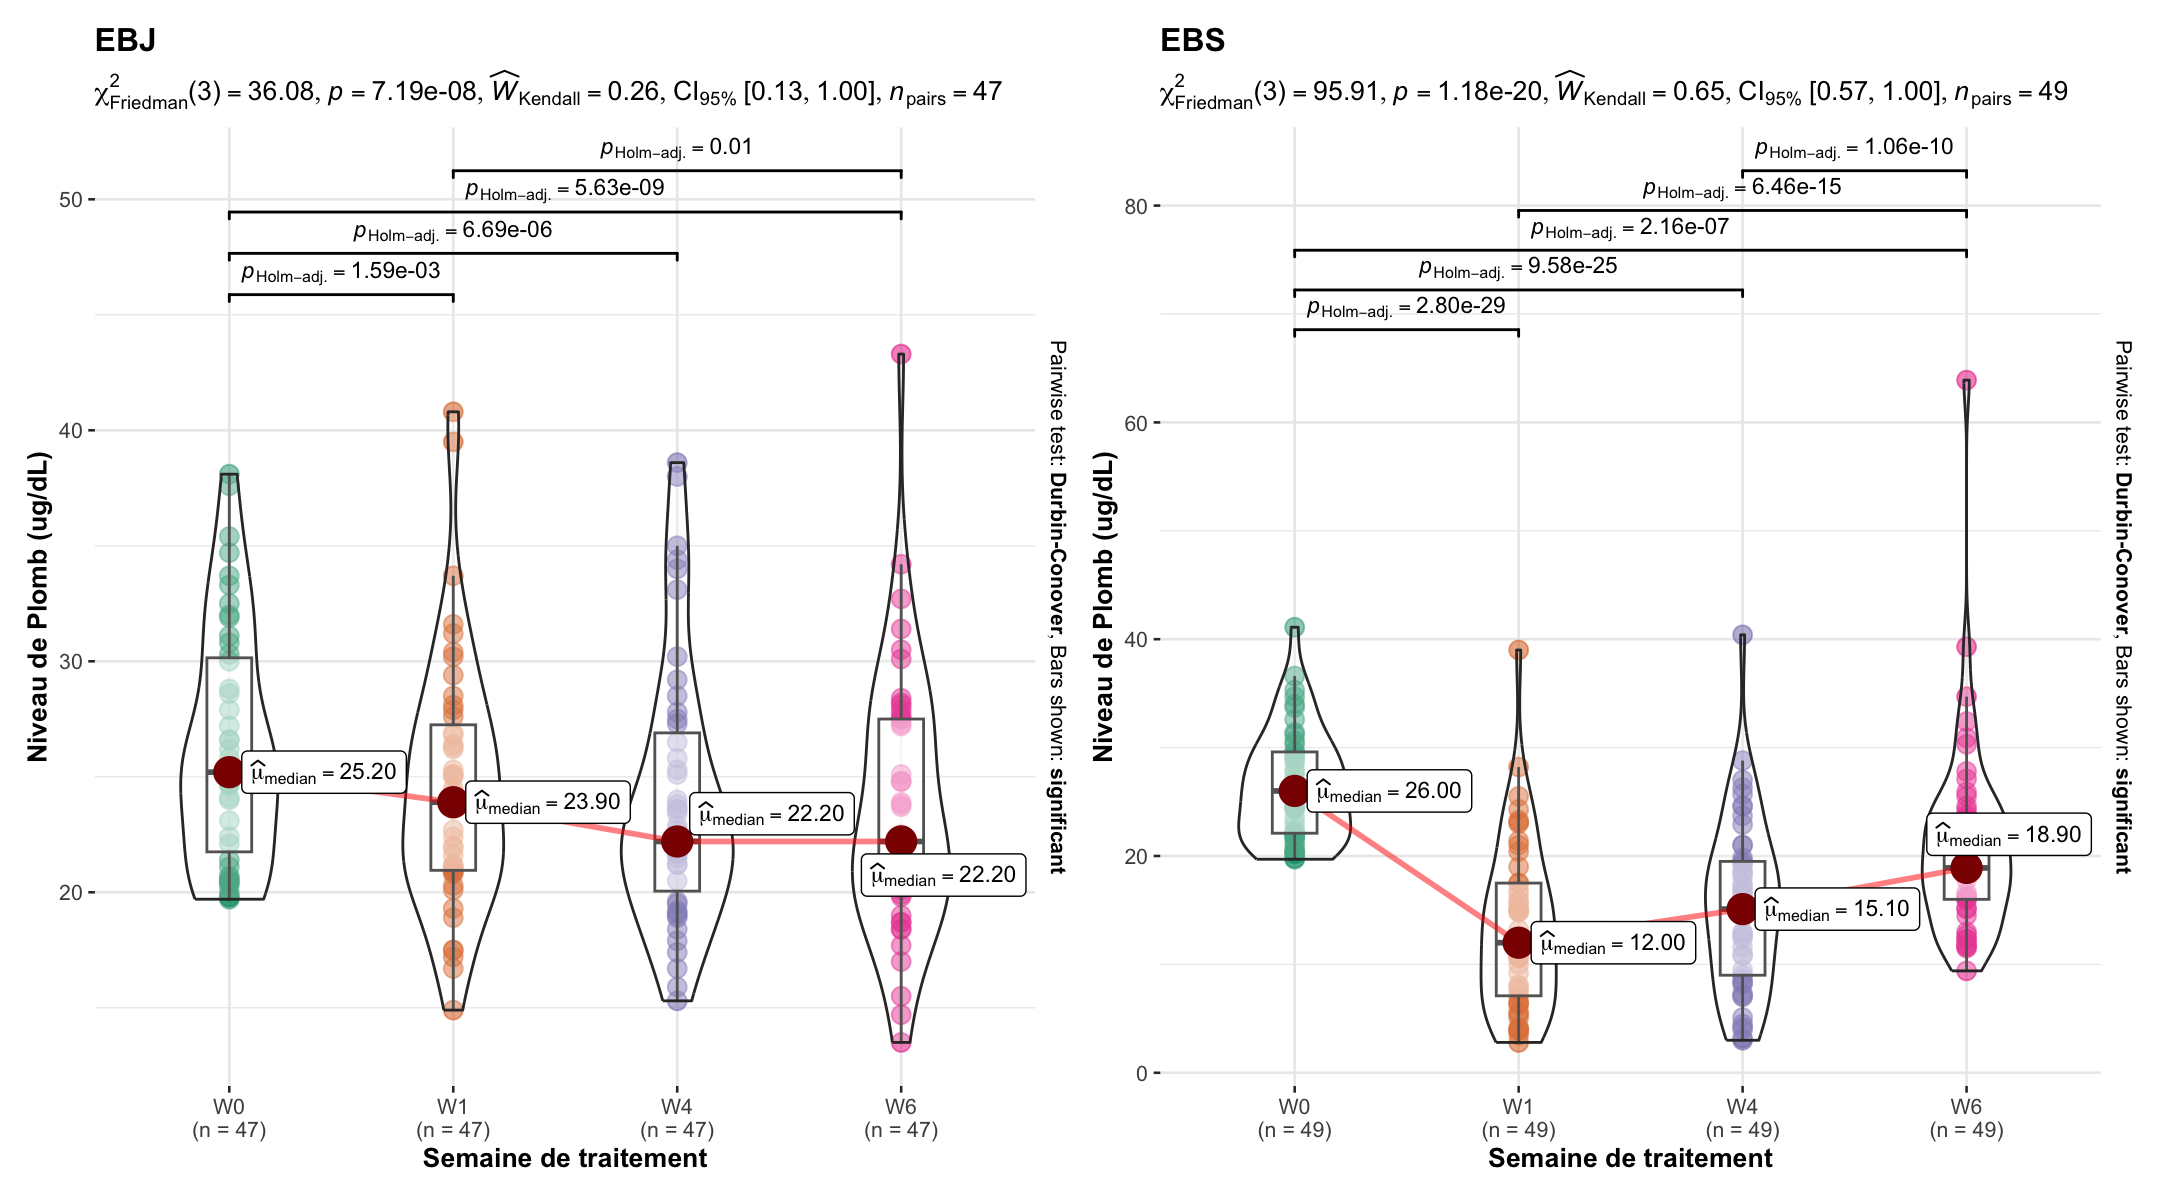 EBJ
χ²Friedman(3) = 36.08, p = 7.19e-08, ŴKendall = 0.26, CI95% [0.13, 1.00], npairs = 47
pHolm−adj. = 0.01
pHolm−adj. = 5.63e-09
pHolm−adj. = 6.69e-06
pHolm−adj. = 1.59e-03
50
40
30
20
Niveau de Plomb (ug/dL)
μ̂median = 25.20
μ̂median = 23.90
μ̂median = 22.20
μ̂median = 22.20
W0
(n = 47)
W1
(n = 47)
W4
(n = 47)
W6
(n = 47)
Semaine de traitement
Pairwise test: Durbin-Conover, Bars shown: significant
EBS
χ²Friedman(3) = 95.91, p = 1.18e-20, ŴKendall = 0.65, CI95% [0.57, 1.00], npairs = 49
pHolm−adj. = 1.06e-10
pHolm−adj. = 6.46e-15
pHolm−adj. = 2.16e-07
pHolm−adj. = 9.58e-25
pHolm−adj. = 2.80e-29
80
60
40
20
0
Niveau de Plomb (ug/dL)
μ̂median = 26.00
μ̂median = 12.00
μ̂median = 15.10
μ̂median = 18.90
W0
(n = 49)
W1
(n = 49)
W4
(n = 49)
W6
(n = 49)
Semaine de traitement
Pairwise test: Durbin-Conover, Bars shown: significant